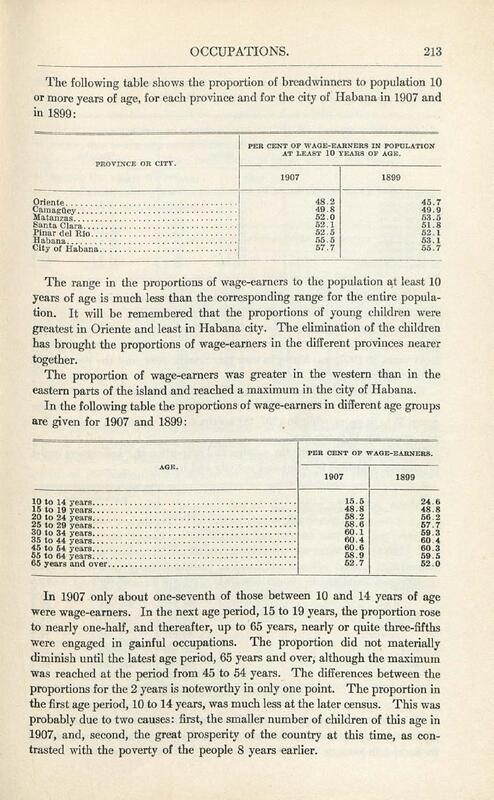 OCCUPATIONS. 213
The following table shows the proportion of breadwinners to population 10
or more years of age, for each province and for the city of Habana in 1907 and
in 1899:
PROVINCE OR CITY.
PER CENT OF WAGE-EARNERS IN POPULATION
AT LEAST 10 YEARS OF AGE.
1907 1899
Oriente 48.2 45.7
Camagüey 49.8 49.9
Matanzas 52.0 53.5
Santa Clara 52.1 51.8
Pinar del Río 52.5 52.1
Habana 55.5 53.1
City of Habana 57.7 55.7
The range in the proportions of wage-earners to the population at least 10
years of age is much less than the corresponding range for the entire popula-
tion. It will be remembered that the proportions of young children were
greatest in Oriente and least in Habana city. The elimination of the children
has brought the proportions of wage-earners in the different provinces nearer
together.
The proportion of wage-earners was greater in the western than in the
eastern parts of the island and reached a maximum in the city of Habana.
In the following table the proportions of wage-earners in different age groups
are given for 1907 and 1899:
AGE.
PER CENT OF WAGE-EARNERS.
1907 1899
10 to 14 years 15.5 24.6
15 to 19 years 48.8 48.8
20 to 24 years 58.2 56.2
25 to 29 years 58.6 57.7
30 to 34 years 60.1 59.3
35 to 44 years 60.4 60.4
45 to 54 years 60.6 60.3
55 to 64 years 58.9 59.5
65 years and over 52.7 52.0
In 1907 only about one-seventh of those between 10 and 14 years of age
were wage-earners. In the next age period, 15 to 19 years, the proportion rose
to nearly one-half, and thereafter, up to 65 years, nearly or quite three-fifths
were engaged in gainful occupations. The proportion did not materially
diminish until the latest age period, 65 years and over, although the maximum
was reached at the period from 45 to 54 years. The differences between the
proportions for the 2 years is noteworthy in only one point. The proportion in
the first age period, 10 to 14 years, was much less at the later census. This was
probably due to two causes: first, the smaller number of children of this age in
1907, and, second, the great prosperity of the country at this time, as con-
trasted with the poverty of the people 8 years earlier.